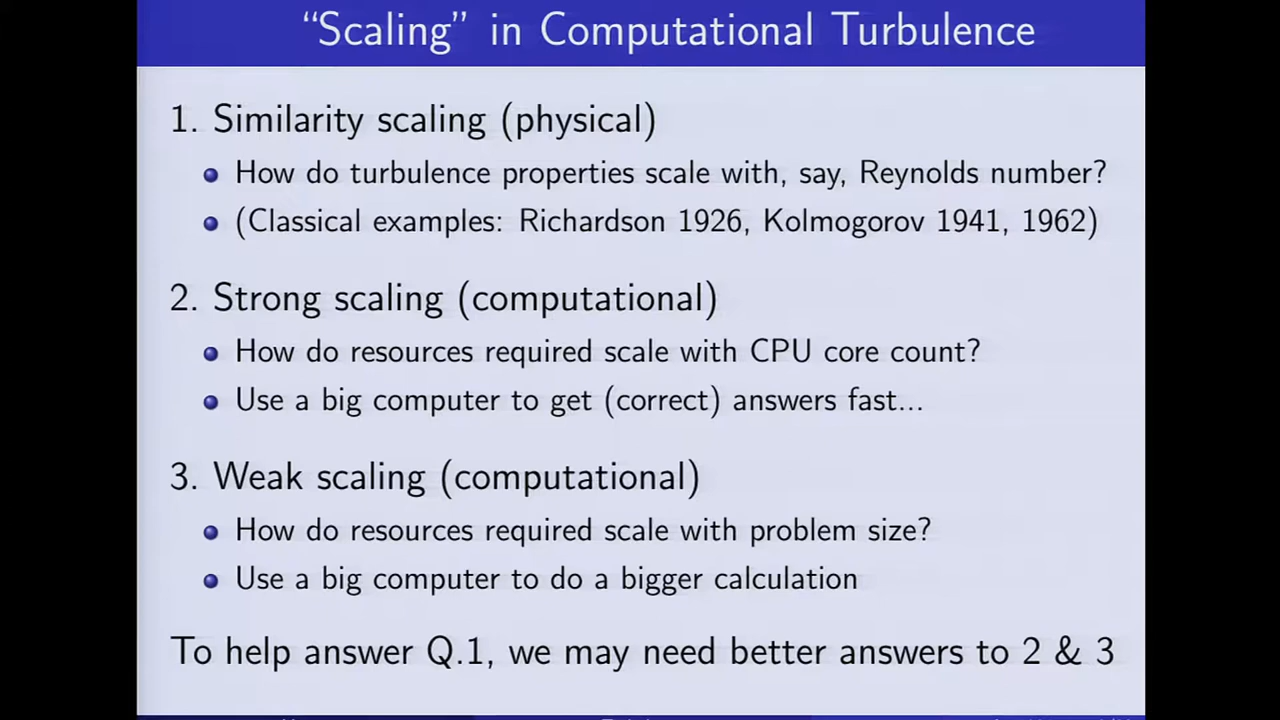 “Scaling” in Computational Turbulence
1. Similarity scaling (physical)
How do turbulence properties scale with, say, Reynolds number?
(Classical examples: Richardson 1926, Kolmogorov 1941, 1962)
2. Strong scaling (computational)
How do resources required scale with CPU core count?
Use a big computer to get (correct) answers fast...
3. Weak scaling (computational)
How do resources required scale with problem size?
Use a big computer to do a bigger calculation
To help answer Q.1, we may need better answers to 2 & 3